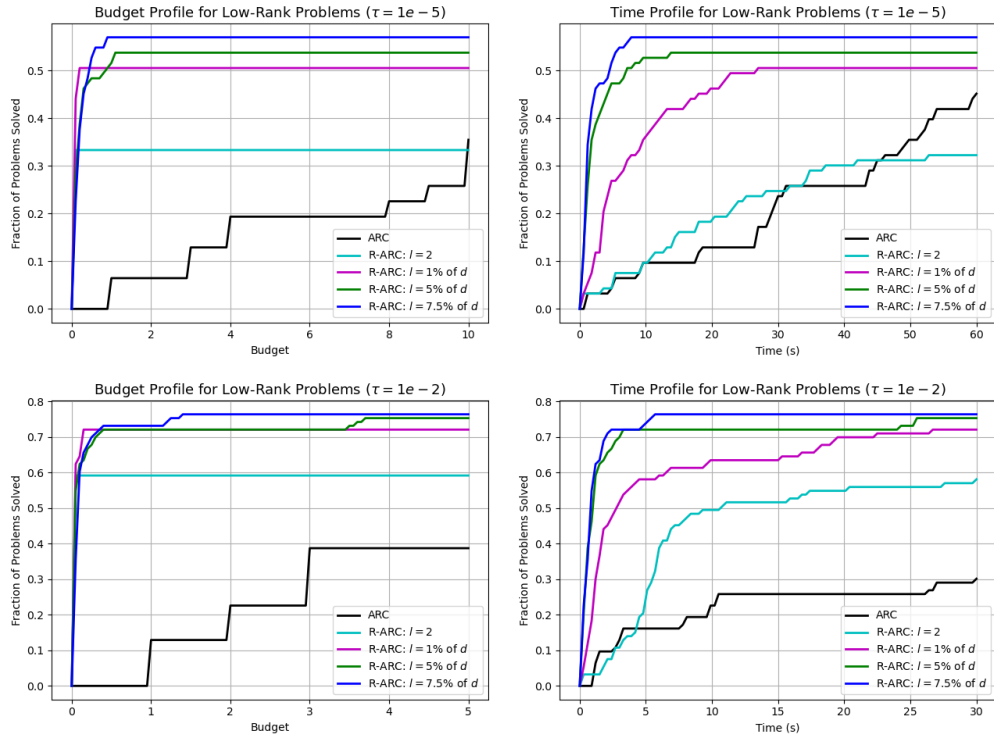 Budget Profile for Low-Rank Problems (τ = 1e − 5)
Fraction of Problems Solved
0.5
0.4
0.3
0.2
0.1
0.0
ARC
R-ARC: l = 2
R-ARC: l = 1% of d
R-ARC: l = 5% of d
R-ARC: l = 7.5% of d
0 2 4 6 8 10
Budget
Time Profile for Low-Rank Problems (τ = 1e − 5)
Fraction of Problems Solved
0.5
0.4
0.3
0.2
0.1
0.0
ARC
R-ARC: l = 2
R-ARC: l = 1% of d
R-ARC: l = 5% of d
R-ARC: l = 7.5% of d
0 10 20 30 40 50 60
Time (s)
Budget Profile for Low-Rank Problems (τ = 1e − 2)
Fraction of Problems Solved
0.8
0.7
0.6
0.5
0.4
0.3
0.2
0.1
0.0
ARC
R-ARC: l = 2
R-ARC: l = 1% of d
R-ARC: l = 5% of d
R-ARC: l = 7.5% of d
0 1 2 3 4 5
Budget
Time Profile for Low-Rank Problems (τ = 1e − 2)
Fraction of Problems Solved
0.8
0.7
0.6
0.5
0.4
0.3
0.2
0.1
0.0
ARC
R-ARC: l = 2
R-ARC: l = 1% of d
R-ARC: l = 5% of d
R-ARC: l = 7.5% of d
0 5 10 15 20 25 30
Time (s)